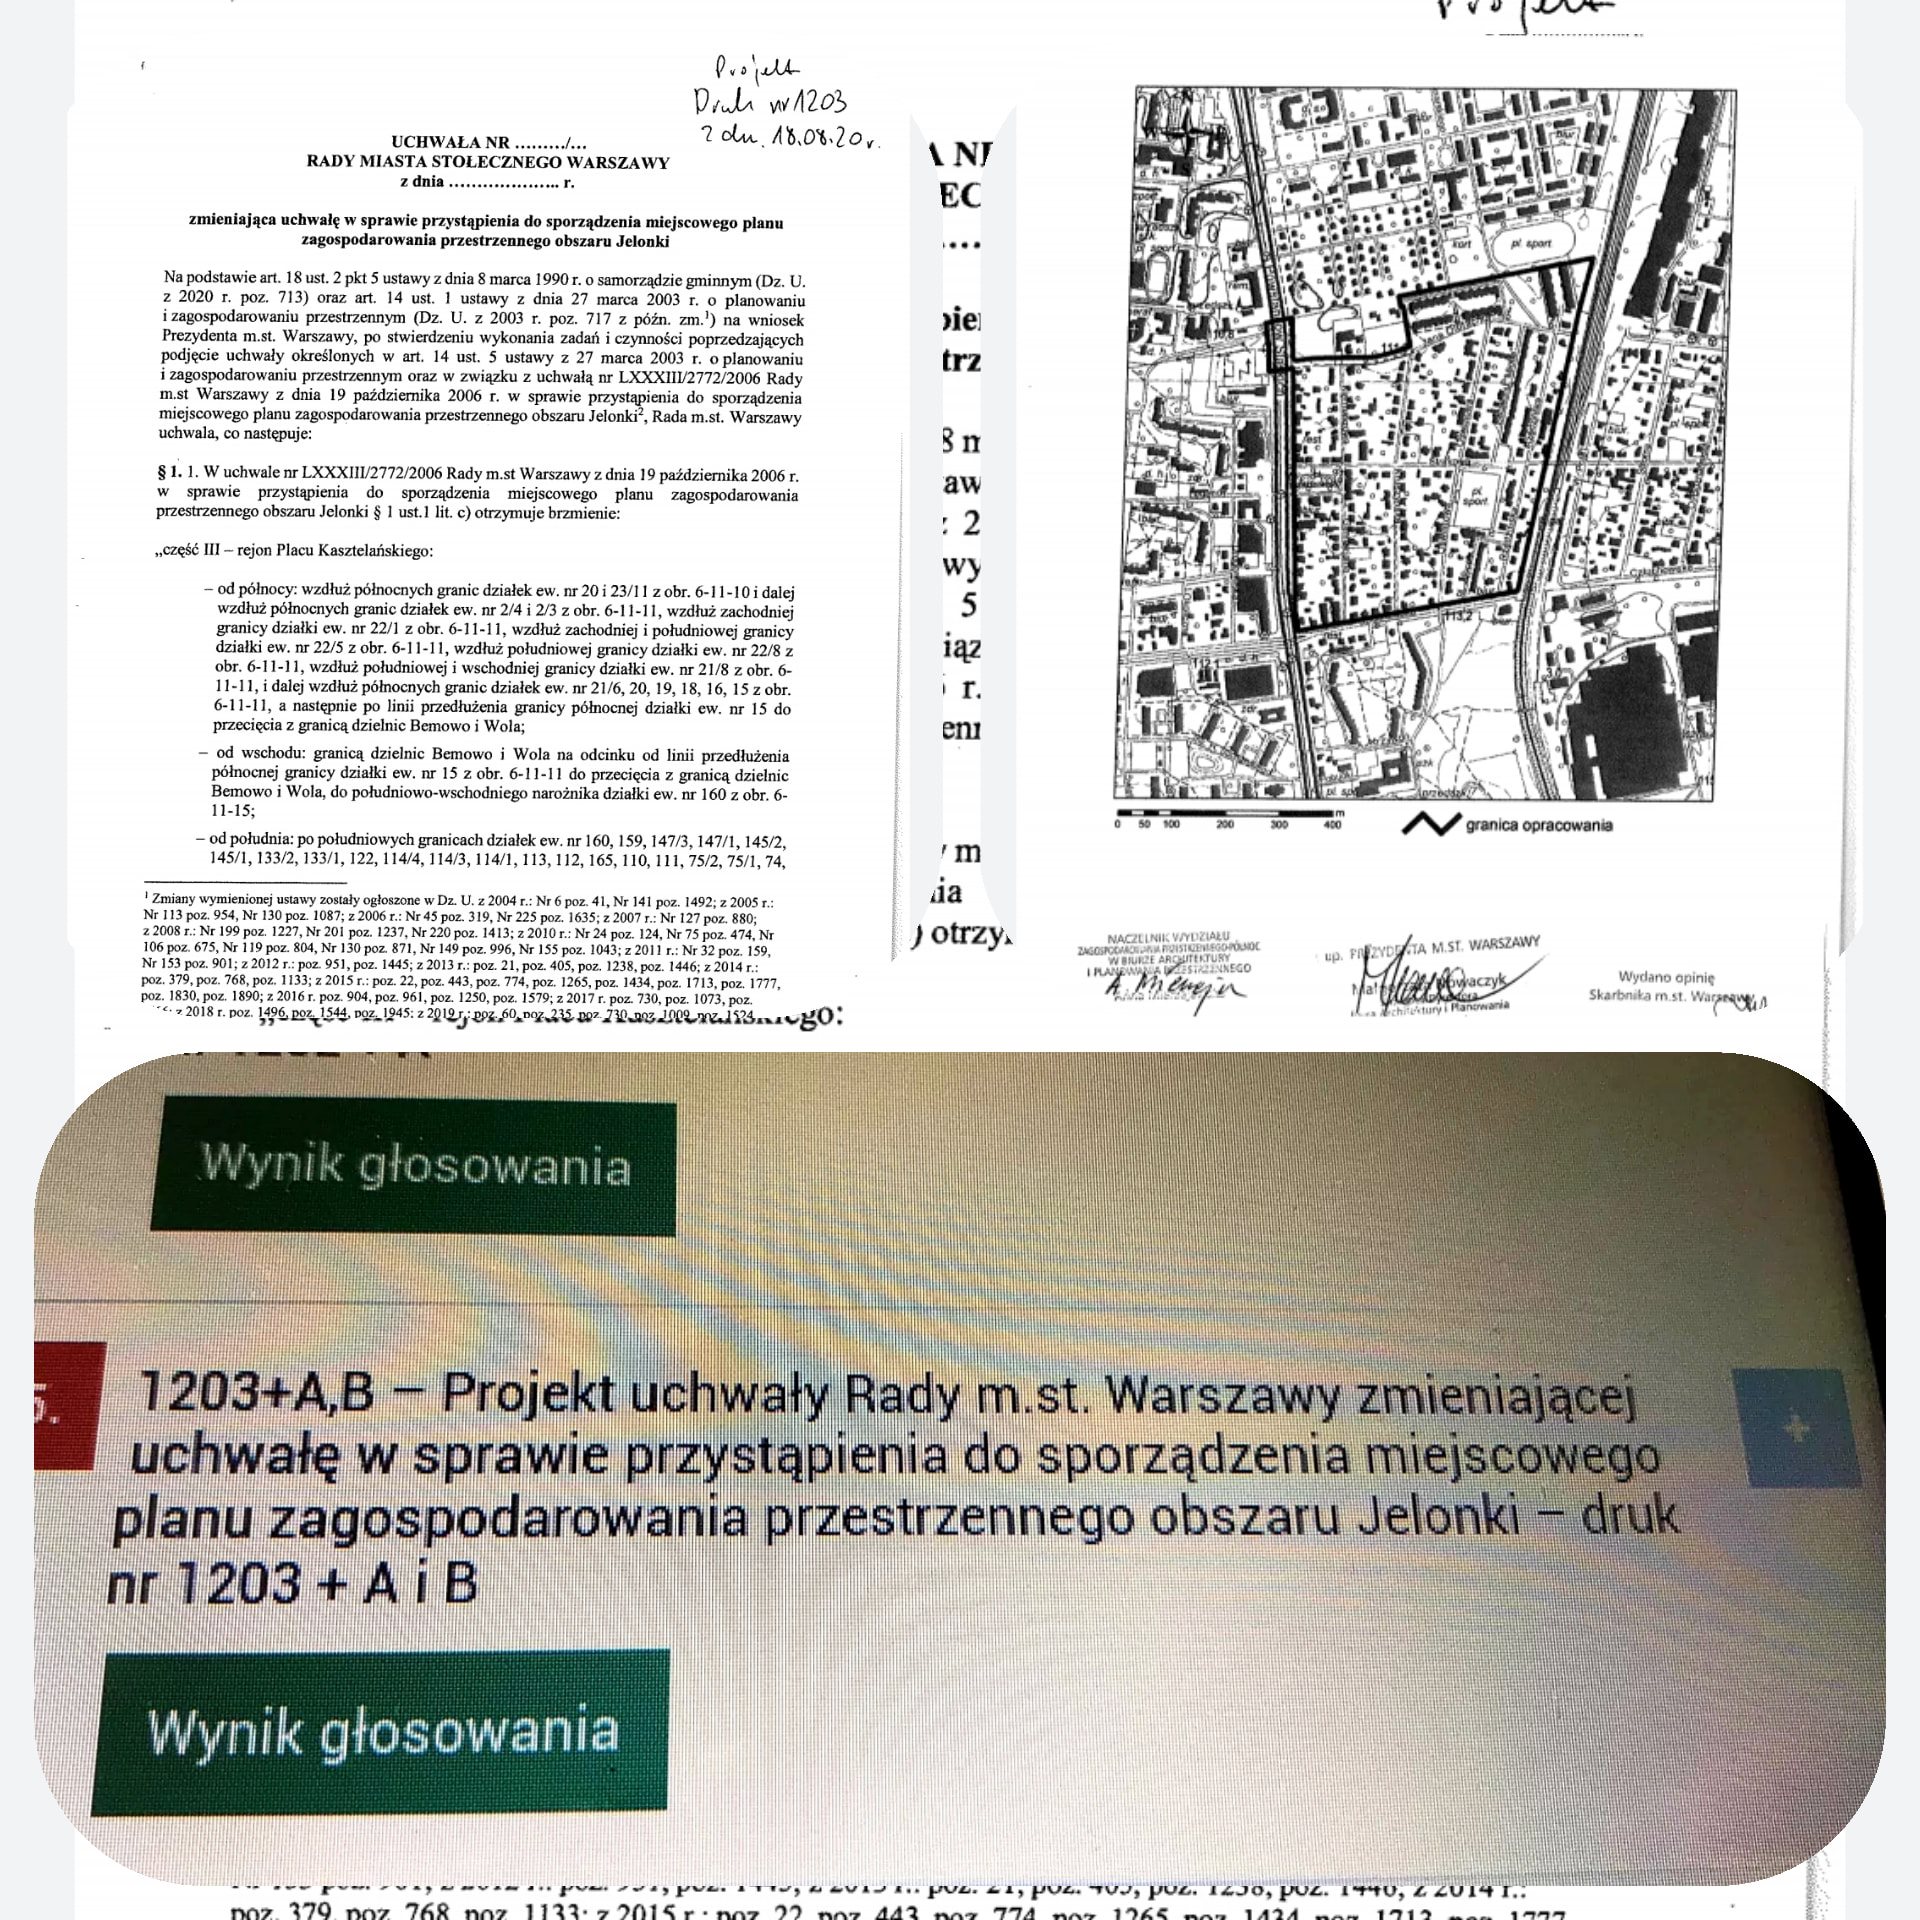 Projekt
Projekt
Druk nr 1203
z dn. 18.08.20 r.
UCHWAŁA NR ........./...
RADY MIASTA STOŁECZNEGO WARSZAWY
z dnia .................... r.
zmieniająca uchwałę w sprawie przystąpienia do sporządzenia miejscowego planu
zagospodarowania przestrzennego obszaru Jelonki
Na podstawie art. 18 ust. 2 pkt 5 ustawy z dnia 8 marca 1990 r. o samorządzie gminnym (Dz. U.
z 2020 r. poz. 713) oraz art. 14 ust. 1 ustawy z dnia 27 marca 2003 r. o planowaniu
i zagospodarowaniu przestrzennym (Dz. U. z 2003 r. poz. 717 z późn. zm.¹) na wniosek
Prezydenta m.st. Warszawy, po stwierdzeniu wykonania zadań i czynności poprzedzających
podjęcie uchwały określonych w art. 14 ust. 5 ustawy z 27 marca 2003 r. o planowaniu
i zagospodarowaniu przestrzennym oraz w związku z uchwałą nr LXXXIII/2772/2006 Rady
m.st Warszawy z dnia 19 października 2006 r. w sprawie przystąpienia do sporządzenia
miejscowego planu zagospodarowania przestrzennego obszaru Jelonki², Rada m.st. Warszawy
uchwala, co następuje:
§ 1. 1. W uchwale nr LXXXIII/2772/2006 Rady m.st Warszawy z dnia 19 października 2006 r.
w sprawie przystąpienia do sporządzenia miejscowego planu zagospodarowania
przestrzennego obszaru Jelonki § 1 ust.1 lit. c) otrzymuje brzmienie:
„część III – rejon Placu Kasztelańskiego:
– od północy: wzdłuż północnych granic działek ew. nr 20 i 23/11 z obr. 6-11-10 i dalej
wzdłuż północnych granic działek ew. nr 2/4 i 2/3 z obr. 6-11-11, wzdłuż zachodniej
granicy działki ew. nr 22/1 z obr. 6-11-11, wzdłuż zachodniej i południowej granicy
działki ew. nr 22/5 z obr. 6-11-11, wzdłuż południowej granicy działki ew. nr 22/8 z
obr. 6-11-11, wzdłuż południowej i wschodniej granicy działki ew. nr 21/8 z obr. 6-
11-11, i dalej wzdłuż północnych granic działek ew. nr 21/6, 20, 19, 18, 16, 15 z obr.
6-11-11, a następnie po linii przedłużenia granicy północnej działki ew. nr 15 do
przecięcia z granicą dzielnic Bemowo i Wola;
– od wschodu: granicą dzielnic Bemowo i Wola na odcinku od linii przedłużenia
północnej granicy działki ew. nr 15 z obr. 6-11-11 do przecięcia z granicą dzielnic
Bemowo i Wola, do południowo-wschodniego narożnika działki ew. nr 160 z obr. 6-
11-15;
– od południa: po południowych granicach działek ew. nr 160, 159, 147/3, 147/1, 145/2,
145/1, 133/2, 133/1, 122, 114/4, 114/3, 114/1, 113, 112, 165, 110, 111, 75/2, 75/1, 74,
¹ Zmiany wymienionej ustawy zostały ogłoszone w Dz. U. z 2004 r.: Nr 6 poz. 41, Nr 141 poz. 1492; z 2005 r.:
Nr 113 poz. 954, Nr 130 poz. 1087; z 2006 r.: Nr 45 poz. 319, Nr 225 poz. 1635; z 2007 r.: Nr 127 poz. 880;
z 2008 r.: Nr 199 poz. 1227, Nr 201 poz. 1237, Nr 220 poz. 1413; z 2010 r.: Nr 24 poz. 124, Nr 75 poz. 474, Nr
106 poz. 675, Nr 119 poz. 804, Nr 130 poz. 871, Nr 149 poz. 996, Nr 155 poz. 1043; z 2011 r.: Nr 32 poz. 159,
Nr 153 poz. 901; z 2012 r.: poz. 951, poz. 1445; z 2013 r.: poz. 21, poz. 405, poz. 1238, poz. 1446; z 2014 r.:
poz. 379, poz. 768, poz. 1133; z 2015 r.: poz. 22, poz. 443, poz. 774, poz. 1265, poz. 1434, poz. 1713, poz. 1777,
poz. 1830, poz. 1890; z 2016 r. poz. 904, poz. 961, poz. 1250, poz. 1579; z 2017 r. poz. 730, poz. 1073, poz.
z 2018 r. poz. 1496, poz. 1544, poz. 1945; z 2019 r.: poz. 60, poz. 235, poz. 730, poz. 1009, poz. 1524
) otrzy
kort
pl. sport
pl.
sport
113,2
0 50 100 200 300 400 m
granica opracowania
NACZELNIK WYDZIAŁU
ZAGOSPODAROWANIA PRZESTRZENNEGO-PÓŁNOC
W BIURZE ARCHITEKTURY
I PLANOWANIA PRZESTRZENNEGO
up. PREZYDENTA M.ST. WARSZAWY
Wydano opinię
Skarbnika m.st. Warszawy
Wynik głosowania
5.
1203+A,B – Projekt uchwały Rady m.st. Warszawy zmieniającej
uchwałę w sprawie przystąpienia do sporządzenia miejscowego
planu zagospodarowania przestrzennego obszaru Jelonki – druk
nr 1203 + A i B
+
Wynik głosowania
poz. 379, poz. 768, poz. 1133; z 2015 r.: poz. 22, poz. 443, poz. 774, poz. 1265, poz. 1434, poz. 1713, poz. 1777